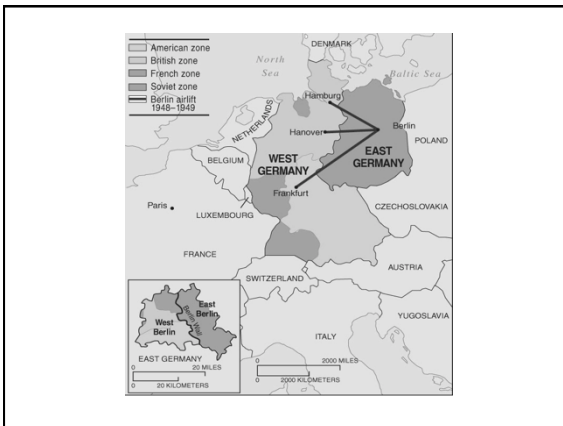 American zone
British zone
French zone
Soviet zone
Berlin airlift
1948–1949
North
Sea
DENMARK
Baltic Sea
Hamburg
NETHERLANDS
Hanover
Berlin
POLAND
BELGIUM
WEST
GERMANY
EAST
GERMANY
Frankfurt
Paris
LUXEMBOURG
CZECHOSLOVAKIA
FRANCE
AUSTRIA
SWITZERLAND
YUGOSLAVIA
ITALY
East
Berlin
West
Berlin
Berlin Wall
EAST GERMANY
0 20 MILES
0 20 KILOMETERS
0 2000 MILES
0 2000 KILOMETERS